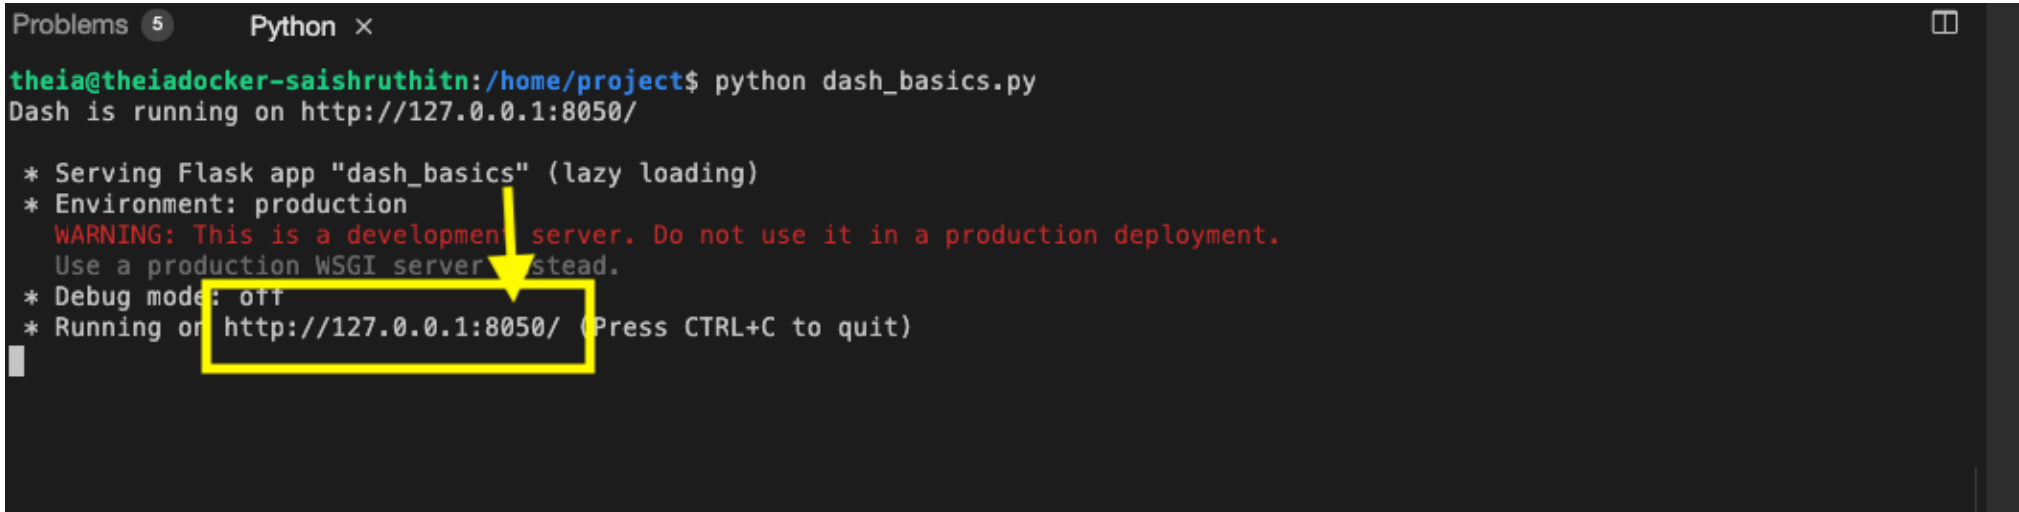 Problems 5 Python ×
theia@theiadocker-saishruthitn:/home/project$ python dash_basics.py
Dash is running on http://127.0.0.1:8050/
* Serving Flask app "dash_basics" (lazy loading)
* Environment: production
WARNING: This is a development server. Do not use it in a production deployment.
Use a production WSGI server instead.
* Debug mode: off
* Running on http://127.0.0.1:8050/ (Press CTRL+C to quit)